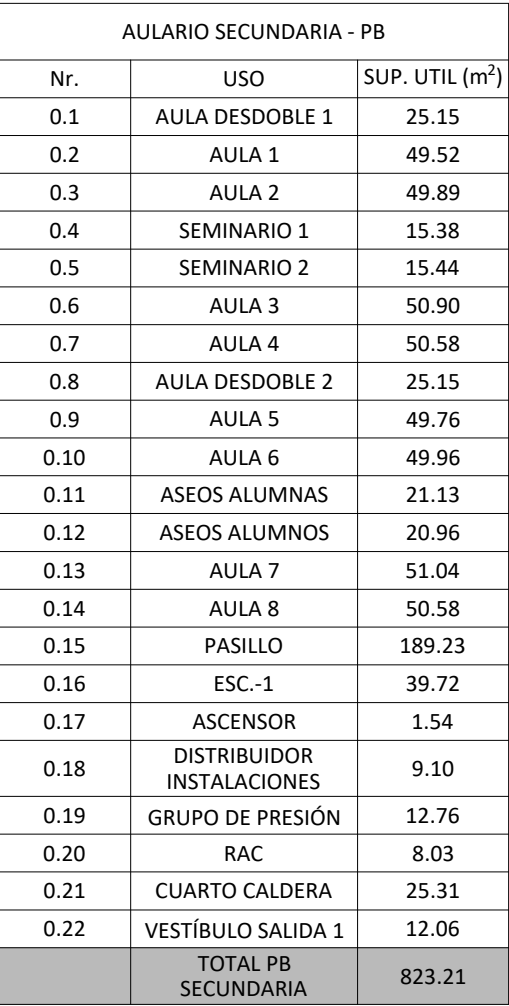 AULARIO SECUNDARIA - PB
Nr. USO SUP. UTIL (m²)
0.1 AULA DESDOBLE 1 25.15
0.2 AULA 1 49.52
0.3 AULA 2 49.89
0.4 SEMINARIO 1 15.38
0.5 SEMINARIO 2 15.44
0.6 AULA 3 50.90
0.7 AULA 4 50.58
0.8 AULA DESDOBLE 2 25.15
0.9 AULA 5 49.76
0.10 AULA 6 49.96
0.11 ASEOS ALUMNAS 21.13
0.12 ASEOS ALUMNOS 20.96
0.13 AULA 7 51.04
0.14 AULA 8 50.58
0.15 PASILLO 189.23
0.16 ESC.-1 39.72
0.17 ASCENSOR 1.54
0.18 DISTRIBUIDOR
INSTALACIONES 9.10
0.19 GRUPO DE PRESIÓN 12.76
0.20 RAC 8.03
0.21 CUARTO CALDERA 25.31
0.22 VESTÍBULO SALIDA 1 12.06
TOTAL PB
SECUNDARIA 823.21